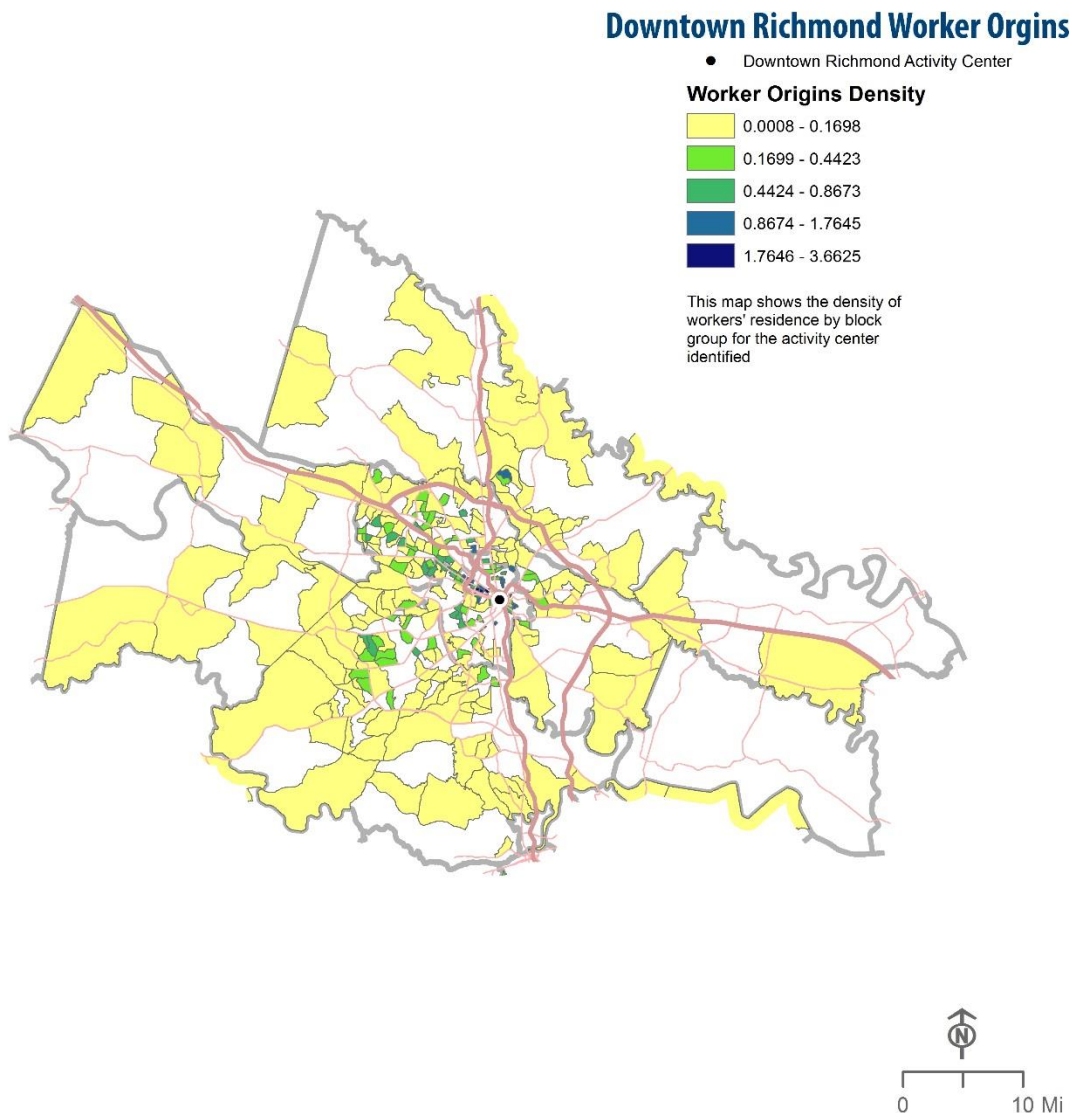 Downtown Richmond Worker Orgins
Downtown Richmond Activity Center
Worker Origins Density
0.0008 - 0.1698
0.1699 - 0.4423
0.4424 - 0.8673
0.8674 - 1.7645
1.7646 - 3.6625
This map shows the density of
workers' residence by block
group for the activity center
identified
N
0 10 Mi